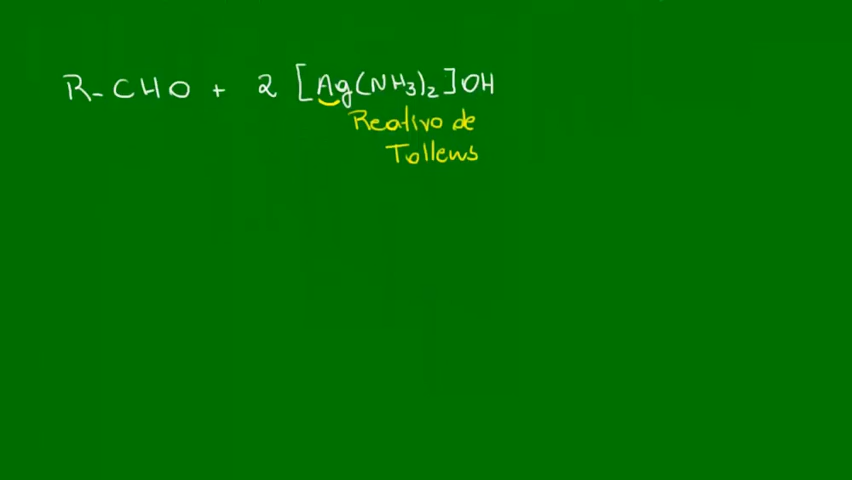 R-CHO + 2 [Ag(NH₃)₂]OH
Reativo de
Tollens